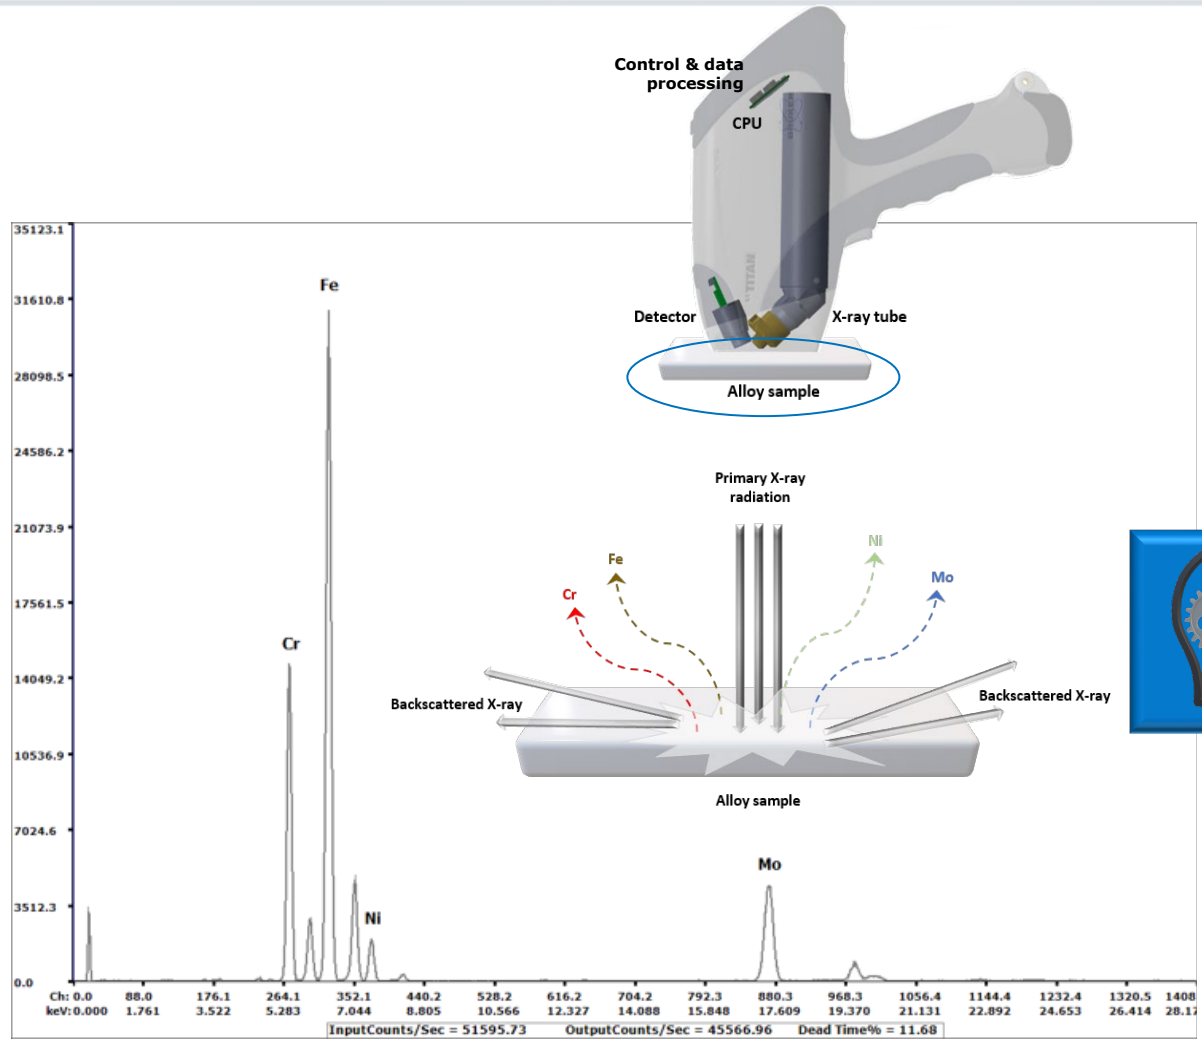 Control & data
processing
CPU
TITAN
Detector
X-ray tube
Alloy sample
35123.1
31610.8
28098.5
24586.2
21073.9
17561.5
14049.2
10536.9
7024.6
3512.3
0.0
Fe
Cr
Ni
Mo
Primary X-ray
radiation
Cr
Fe
Ni
Mo
Backscattered X-ray
Backscattered X-ray
Alloy sample
Ch: 0.0 88.0 176.1 264.1 352.1 440.2 528.2 616.2 704.2 792.3 880.3 968.3 1056.4 1144.4 1232.4 1320.5 1408
keV: 0.000 1.761 3.522 5.283 7.044 8.805 10.566 12.327 14.088 15.848 17.609 19.370 21.131 22.892 24.653 26.414 28.17
InputCounts/Sec = 51595.73 OutputCounts/Sec = 45566.96 Dead Time% = 11.68